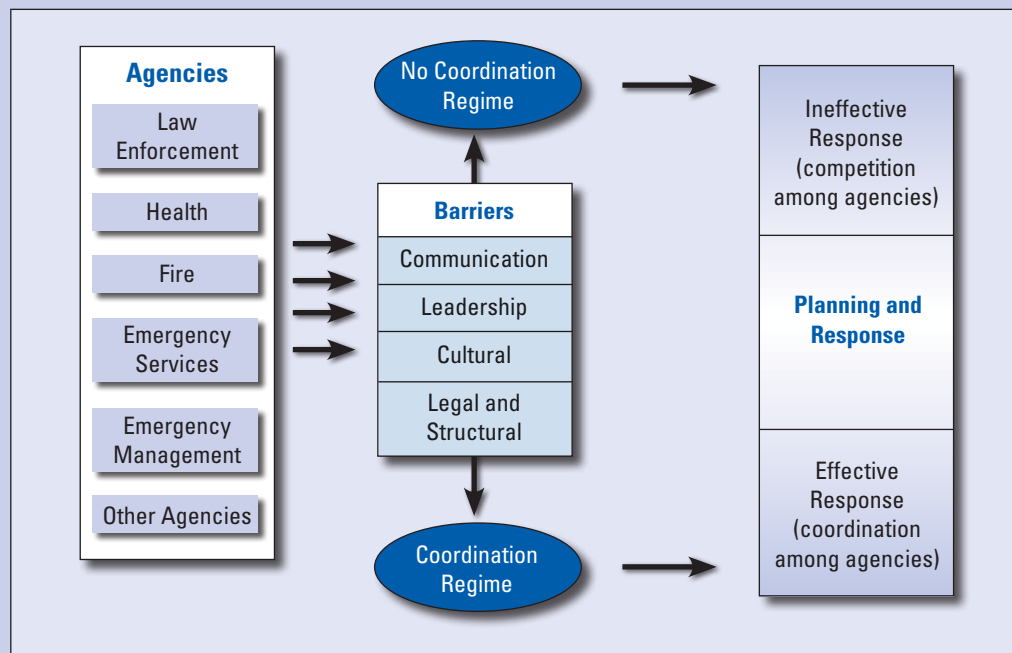 Agencies
Law
Enforcement
Health
Fire
Emergency
Services
Emergency
Management
Other Agencies
No Coordination
Regime
Barriers
Communication
Leadership
Cultural
Legal and
Structural
Coordination
Regime
Ineffective
Response
(competition
among agencies)
Planning and
Response
Effective
Response
(coordination
among agencies)